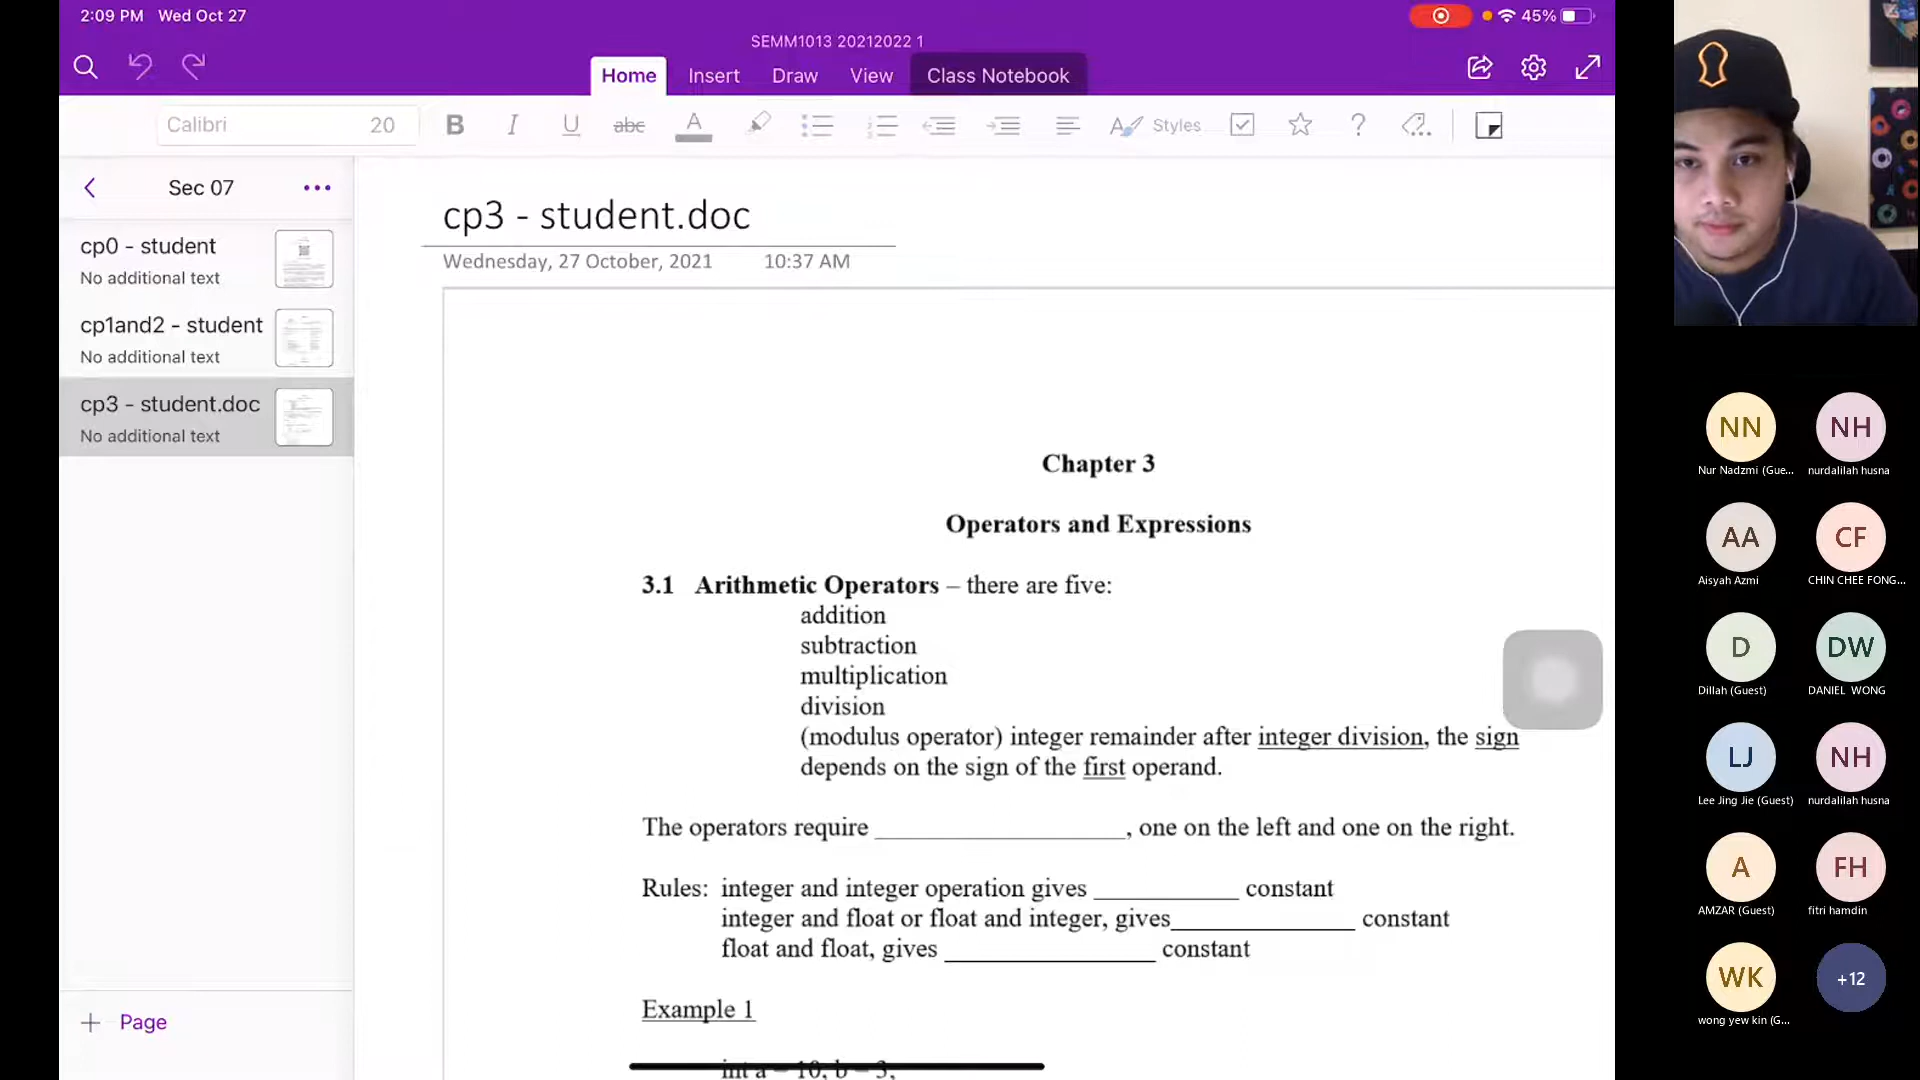 2:09 PM Wed Oct 27
45%
SEMM1013 20212022 1
Home Insert Draw View Class Notebook
Calibri 20 B I U abc A Styles
Sec 07
cp0 - student
No additional text
cp1and2 - student
No additional text
cp3 - student.doc
No additional text
+ Page
cp3 - student.doc
Wednesday, 27 October, 2021 10:37 AM
Chapter 3
Operators and Expressions
3.1 Arithmetic Operators – there are five:
addition
subtraction
multiplication
division
(modulus operator) integer remainder after integer division, the sign
depends on the sign of the first operand.
The operators require ___________________, one on the left and one on the right.
Rules: integer and integer operation gives ___________ constant
integer and float or float and integer, gives______________ constant
float and float, gives ________________ constant
Example 1
int a = 10, b = 3;
NN
Nur Nadzmi (Gue...
NH
nurdalilah husna
AA
Aisyah Azmi
CF
CHIN CHEE FONG...
D
Dillah (Guest)
DW
DANIEL WONG
LJ
Lee Jing Jie (Guest)
NH
nurdalilah husna
A
AMZAR (Guest)
FH
fitri hamdin
WK
wong yew kin (G...
+12